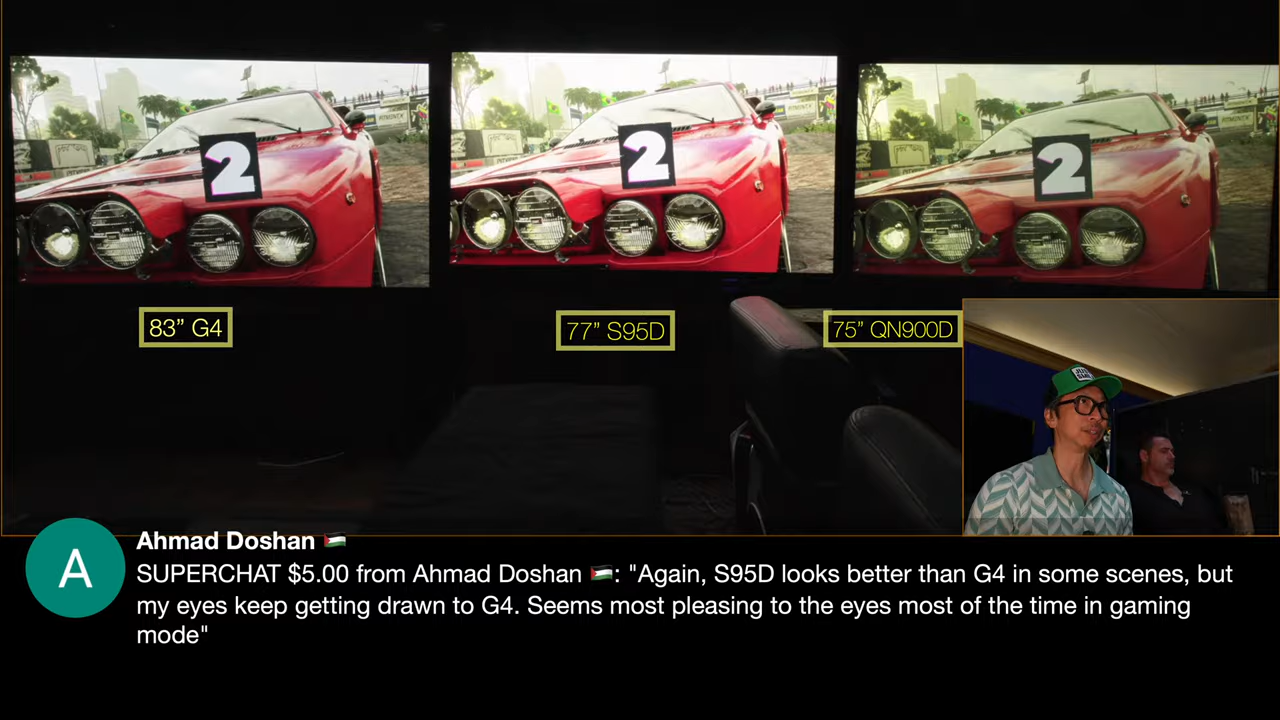 2
2
2
83” G4
77” S95D
75” QN900D
A
Ahmad Doshan 🇵🇸
SUPERCHAT $5.00 from Ahmad Doshan 🇵🇸: "Again, S95D looks better than G4 in some scenes, but
my eyes keep getting drawn to G4. Seems most pleasing to the eyes most of the time in gaming
mode"